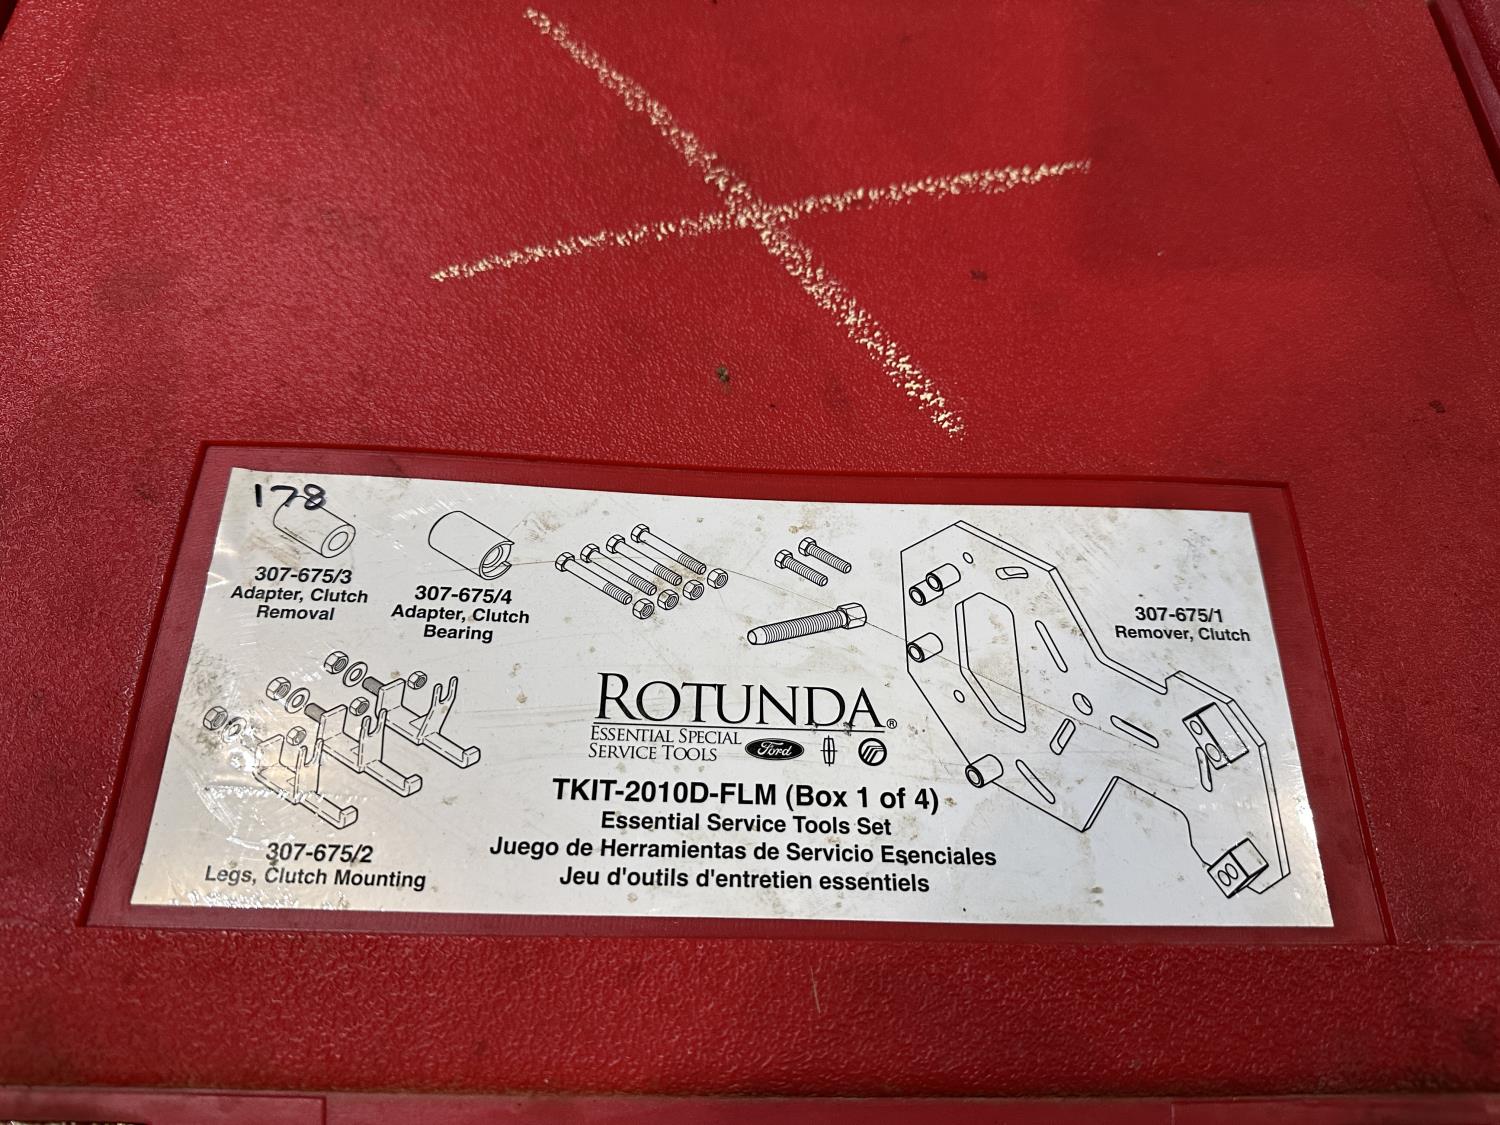 178
307-675/3
Adapter, Clutch
Removal
307-675/4
Adapter, Clutch
Bearing
307-675/1
Remover, Clutch
307-675/2
Legs, Clutch Mounting
ROTUNDA®
ESSENTIAL SPECIAL
SERVICE TOOLS
Ford
TKIT-2010D-FLM (Box 1 of 4)
Essential Service Tools Set
Juego de Herramientas de Servicio Esenciales
Jeu d'outils d'entretien essentiels